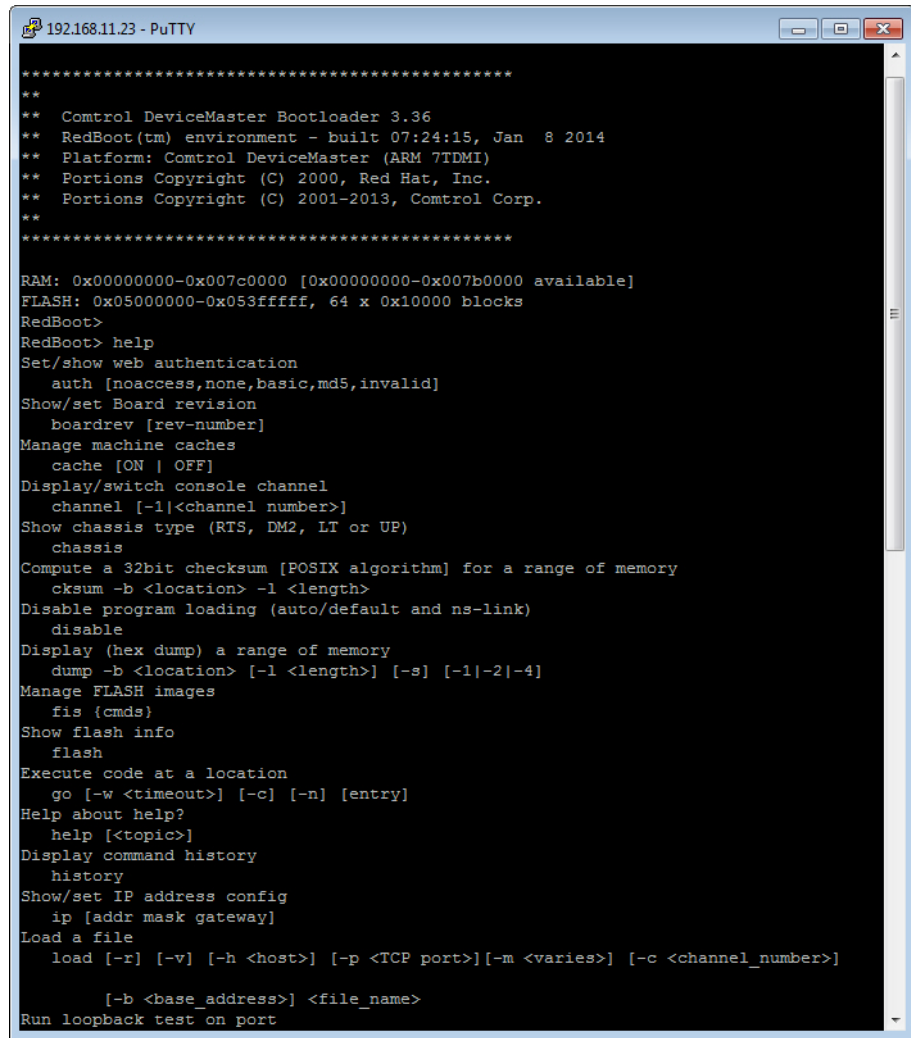 192.168.11.23 - PuTTY
************************************************
**
**  Comtrol DeviceMaster Bootloader 3.36
**  RedBoot(tm) environment - built 07:24:15, Jan  8 2014
**  Platform: Comtrol DeviceMaster (ARM 7TDMI)
**  Portions Copyright (C) 2000, Red Hat, Inc.
**  Portions Copyright (C) 2001-2013, Comtrol Corp.
**
************************************************
RAM: 0x00000000-0x007c0000 [0x00000000-0x007b0000 available]
FLASH: 0x05000000-0x053fffff, 64 x 0x10000 blocks
RedBoot>
RedBoot> help
Set/show web authentication
   auth [noaccess,none,basic,md5,invalid]
Show/set Board revision
   boardrev [rev-number]
Manage machine caches
   cache [ON | OFF]
Display/switch console channel
   channel [-1|<channel number>]
Show chassis type (RTS, DM2, LT or UP)
   chassis
Compute a 32bit checksum [POSIX algorithm] for a range of memory
   cksum -b <location> -l <length>
Disable program loading (auto/default and ns-link)
   disable
Display (hex dump) a range of memory
   dump -b <location> [-l <length>] [-s] [-1|-2|-4]
Manage FLASH images
   fis {cmds}
Show flash info
   flash
Execute code at a location
   go [-w <timeout>] [-c] [-n] [entry]
Help about help?
   help [<topic>]
Display command history
   history
Show/set IP address config
   ip [addr mask gateway]
Load a file
   load [-r] [-v] [-h <host>] [-p <TCP port>][-m <varies>] [-c <channel_number>]
        [-b <base_address>] <file_name>
Run loopback test on port